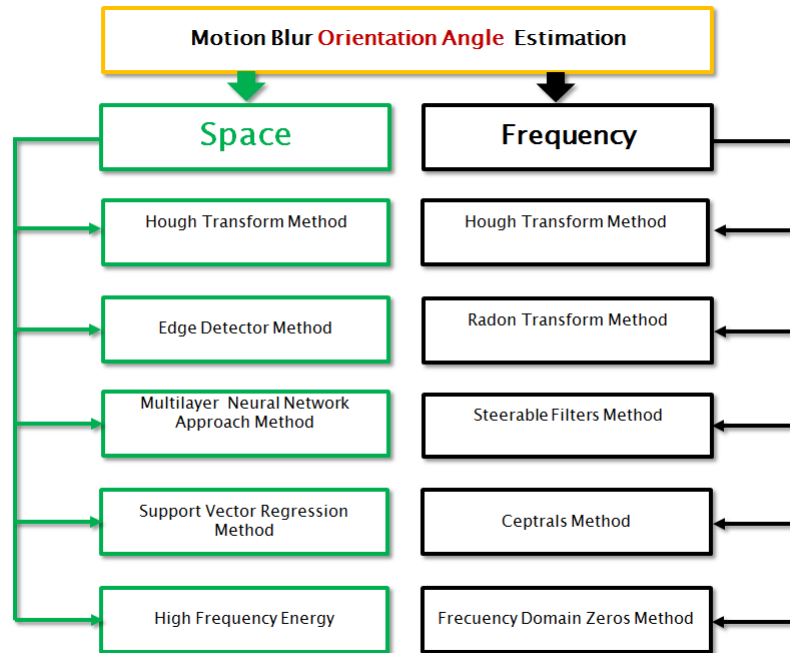 Motion Blur Orientation Angle Estimation
Space
Hough Transform Method
Edge Detector Method
Multilayer Neural Network
Approach Method
Support Vector Regression
Method
High Frequency Energy
Frequency
Hough Transform Method
Radon Transform Method
Steerable Filters Method
Ceptrals Method
Frecuency Domain Zeros Method